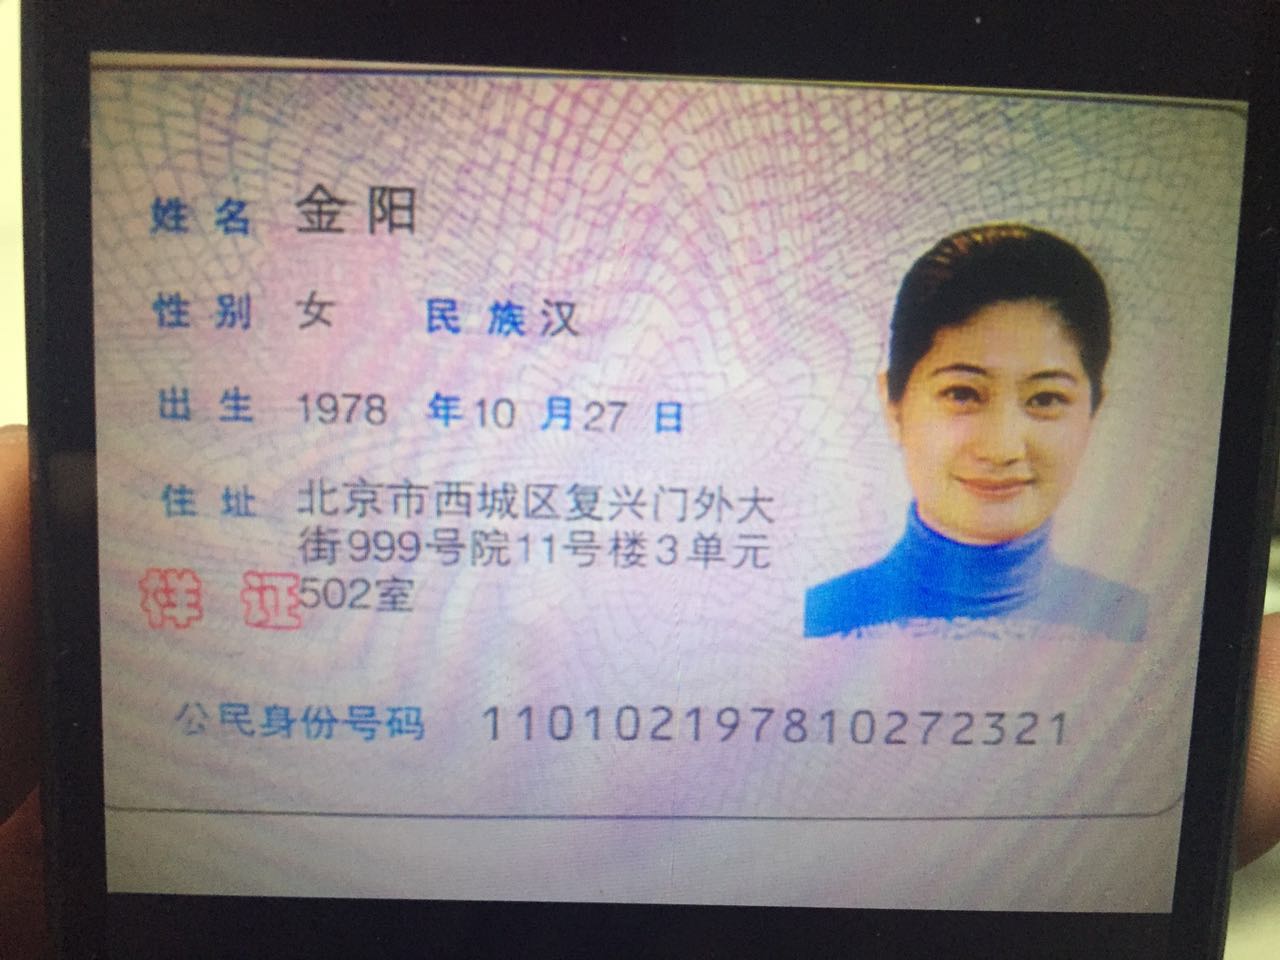 姓名 金阳
性别 女 民族 汉
出生 1978 年 10 月 27 日
住址 北京市西城区复兴门外大
街999号院11号楼3单元
样证 502室
公民身份号码 110102197810272321